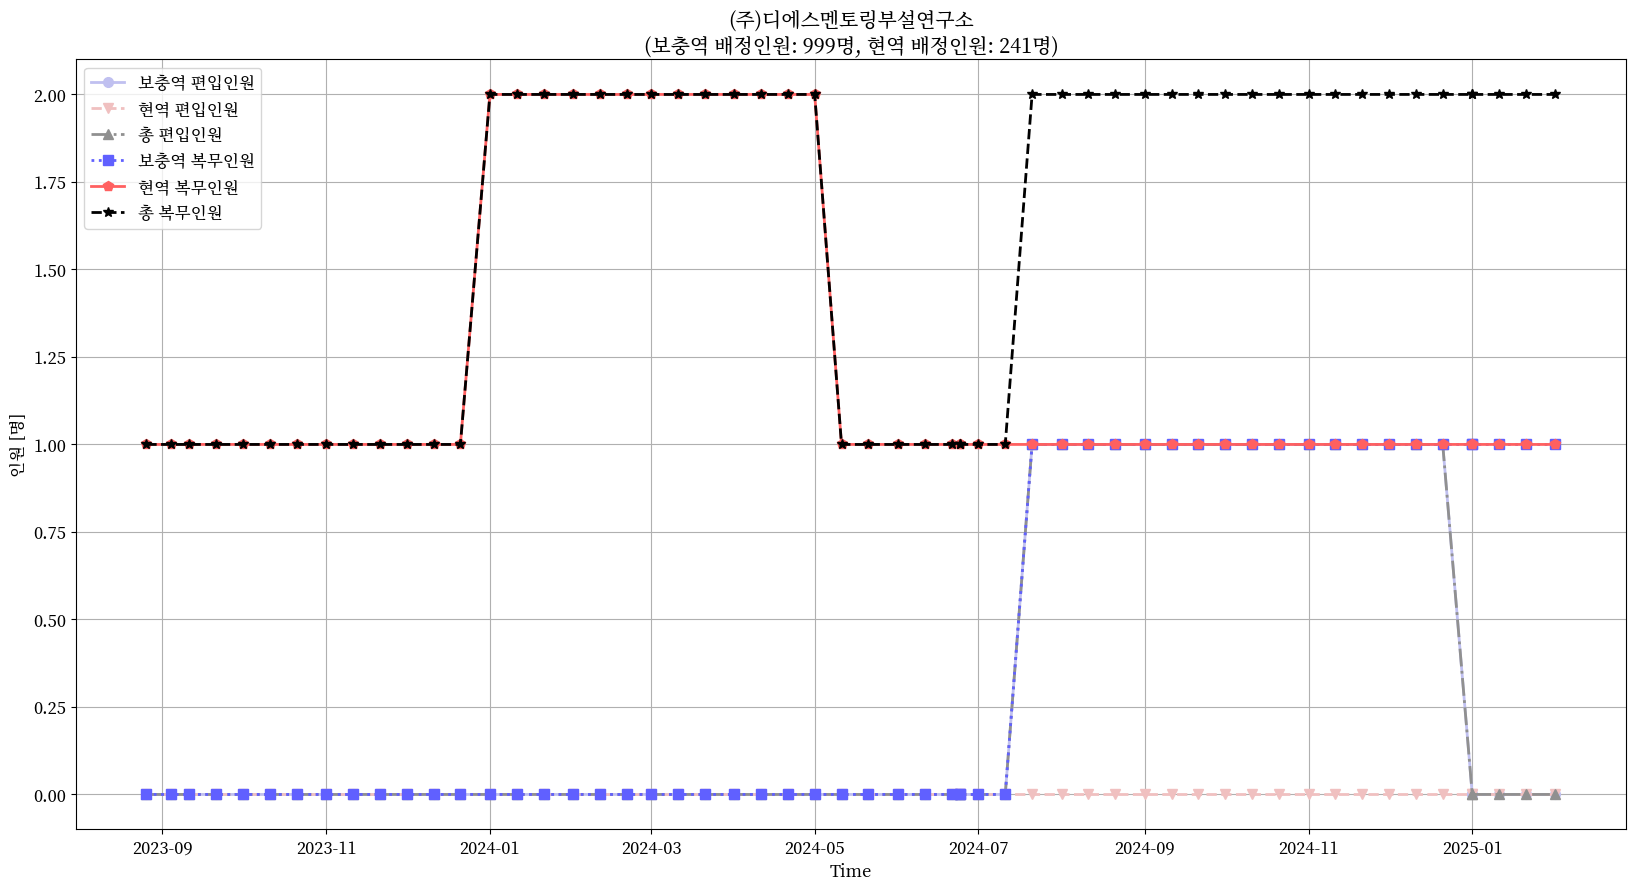 (주)디에스멘토링부설연구소
(보충역 배정인원: 999명, 현역 배정인원: 241명)
보충역 편입인원
현역 편입인원
총 편입인원
보충역 복무인원
현역 복무인원
총 복무인원
2.00
1.75
1.50
1.25
1.00
0.75
0.50
0.25
0.00
인원 [명]
2023-09
2023-11
2024-01
2024-03
2024-05
2024-07
2024-09
2024-11
2025-01
Time